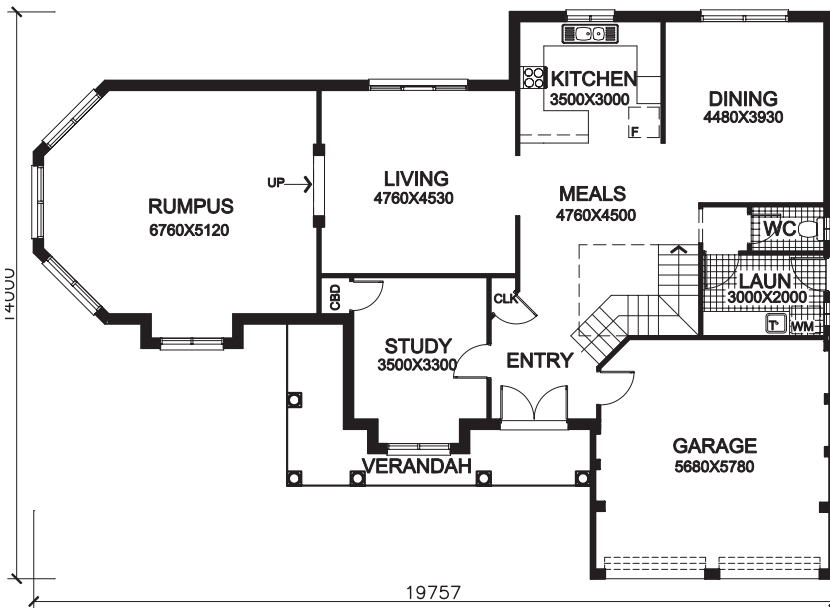 KITCHEN
3500X3000
DINING
4480X3930
F
UP
LIVING
4760X4530
MEALS
4760X4500
RUMPUS
6760X5120
WC
LAUN
3000X2000
T
WM
CBD
CLK
STUDY
3500X3300
ENTRY
GARAGE
5680X5780
VERANDAH
14000
19757